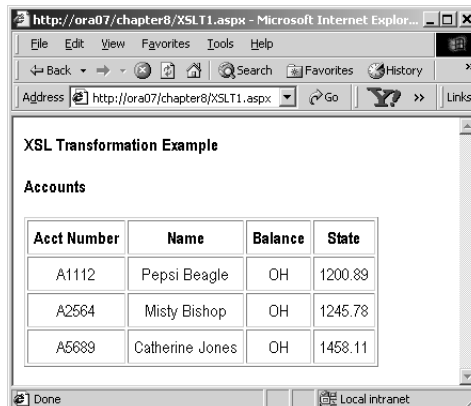 http://ora07/chapter8/XSLT1.aspx - Microsoft Internet Explor...
File Edit View Favorites Tools Help
Back Search Favorites History »
Address http://ora07/chapter8/XSLT1.aspx Go » Links
XSL Transformation Example
Accounts
Acct Number Name Balance State
A1112 Pepsi Beagle OH 1200.89
A2564 Misty Bishop OH 1245.78
A5689 Catherine Jones OH 1458.11
Done Local intranet